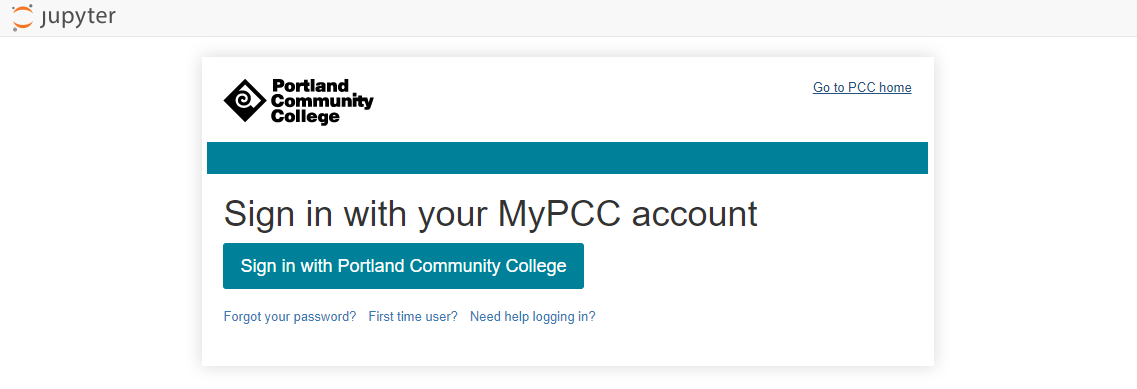 jupyter
Portland
Community
College
Go to PCC home
Sign in with your MyPCC account
Sign in with Portland Community College
Forgot your password? First time user? Need help logging in?